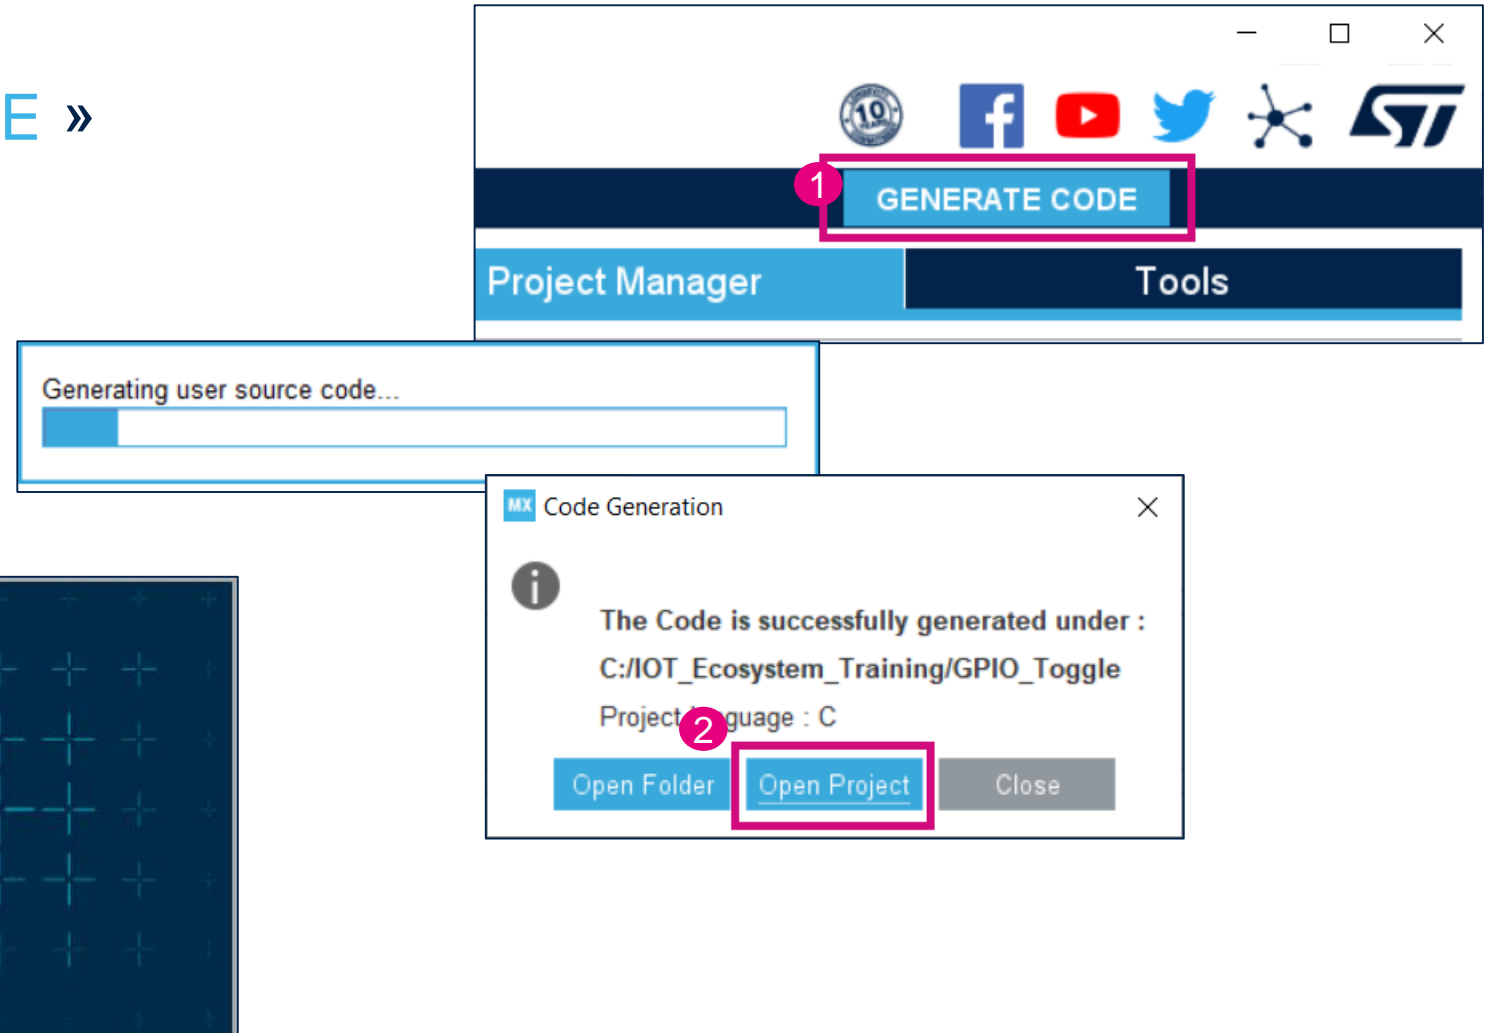 E »
10
1
GENERATE CODE
Project Manager
Tools
Generating user source code...
MX Code Generation
The Code is successfully generated under :
C:/IOT_Ecosystem_Training/GPIO_Toggle
Project
guage : C
2
Open Folder
Open Project
Close